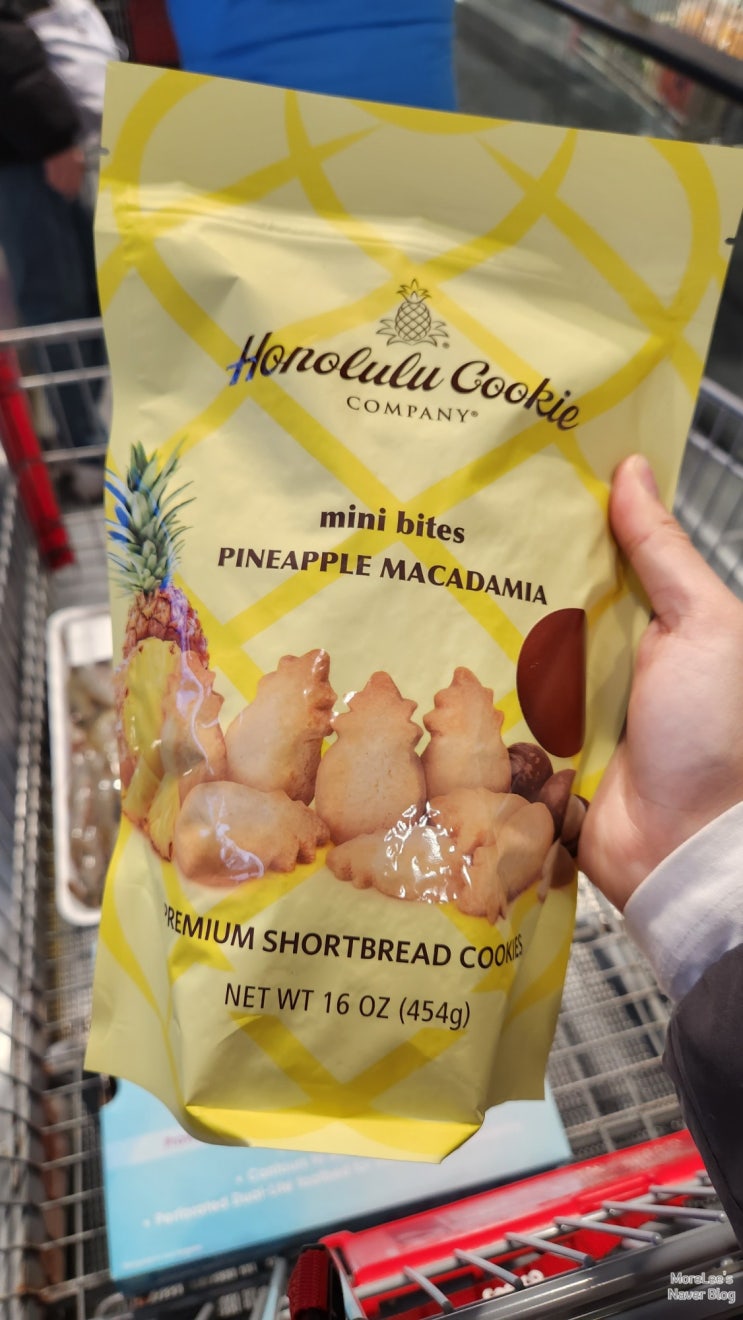 Honolulu Cookie
COMPANY®
mini bites
PINEAPPLE MACADAMIA
PREMIUM SHORTBREAD COOKIES
NET WT 16 OZ (454g)
MoreLee's
Naver Blog